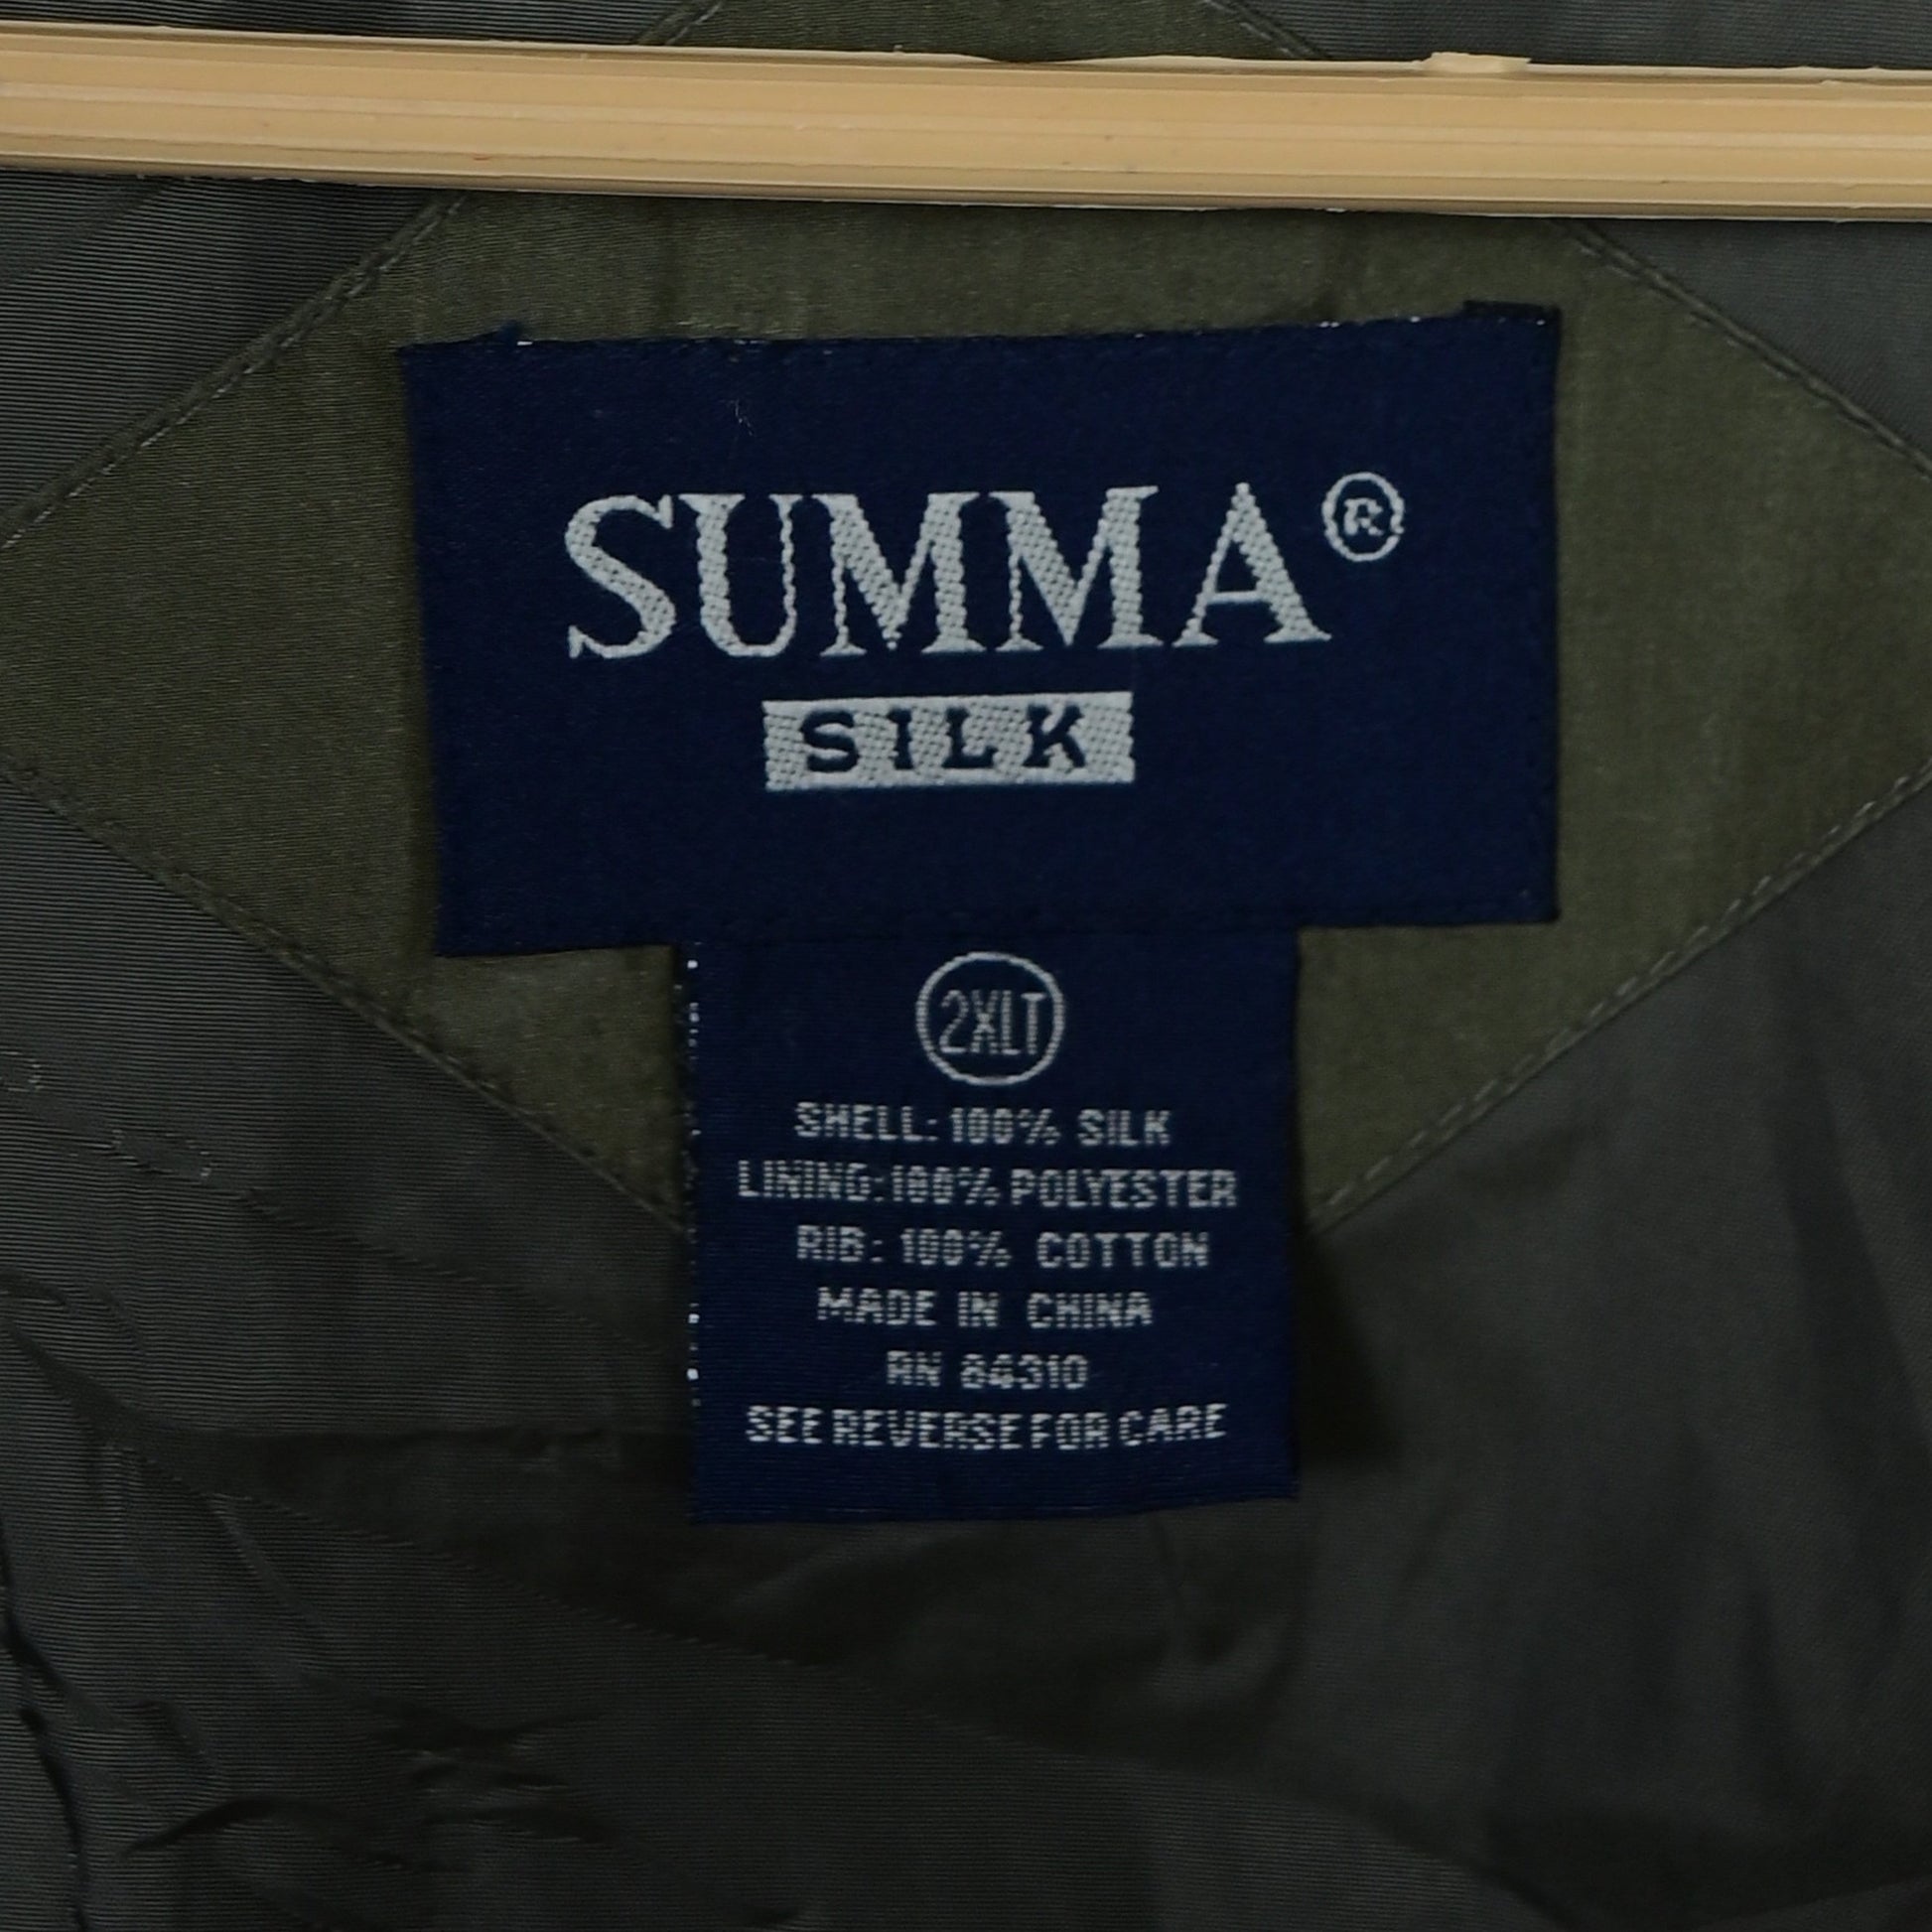 SUMMA®
SILK
2XLT
SHELL: 100% SILK
LINING: 100% POLYESTER
RIB: 100% COTTON
MADE IN CHINA
RN 84310
SEE REVERSE FOR CARE